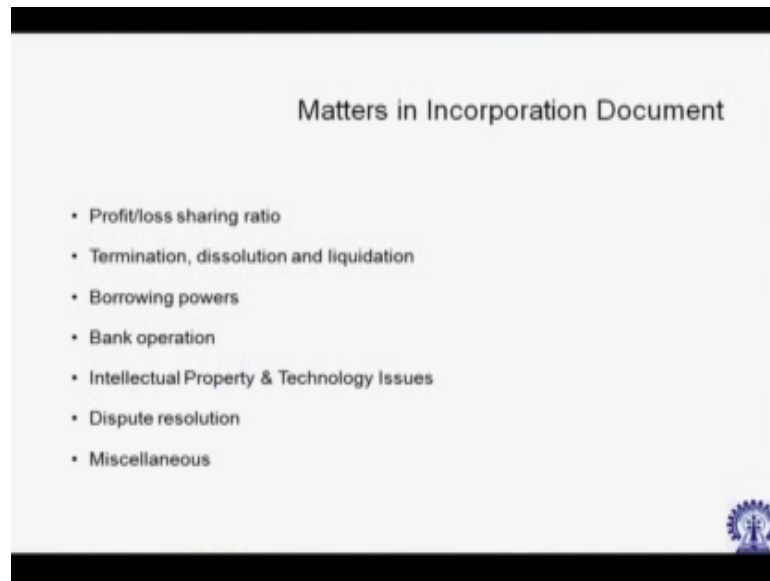 Matters in Incorporation Document
• Profit/loss sharing ratio
• Termination, dissolution and liquidation
• Borrowing powers
• Bank operation
• Intellectual Property & Technology Issues
• Dispute resolution
• Miscellaneous